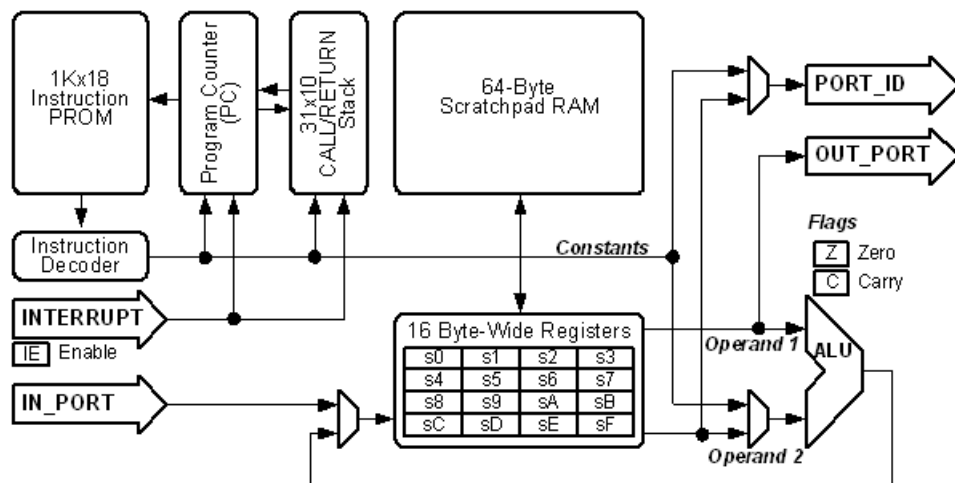 1Kx18
Instruction
PROM
Program Counter
(PC)
31x10
CALL/RETURN
Stack
64-Byte
Scratchpad RAM
PORT_ID
OUT_PORT
Instruction
Decoder
Constants
Flags
Z Zero
C Carry
INTERRUPT
IE Enable
IN_PORT
16 Byte-Wide Registers
s0 s1 s2 s3
s4 s5 s6 s7
s8 s9 sA sB
sC sD sE sF
Operand 1
ALU
Operand 2